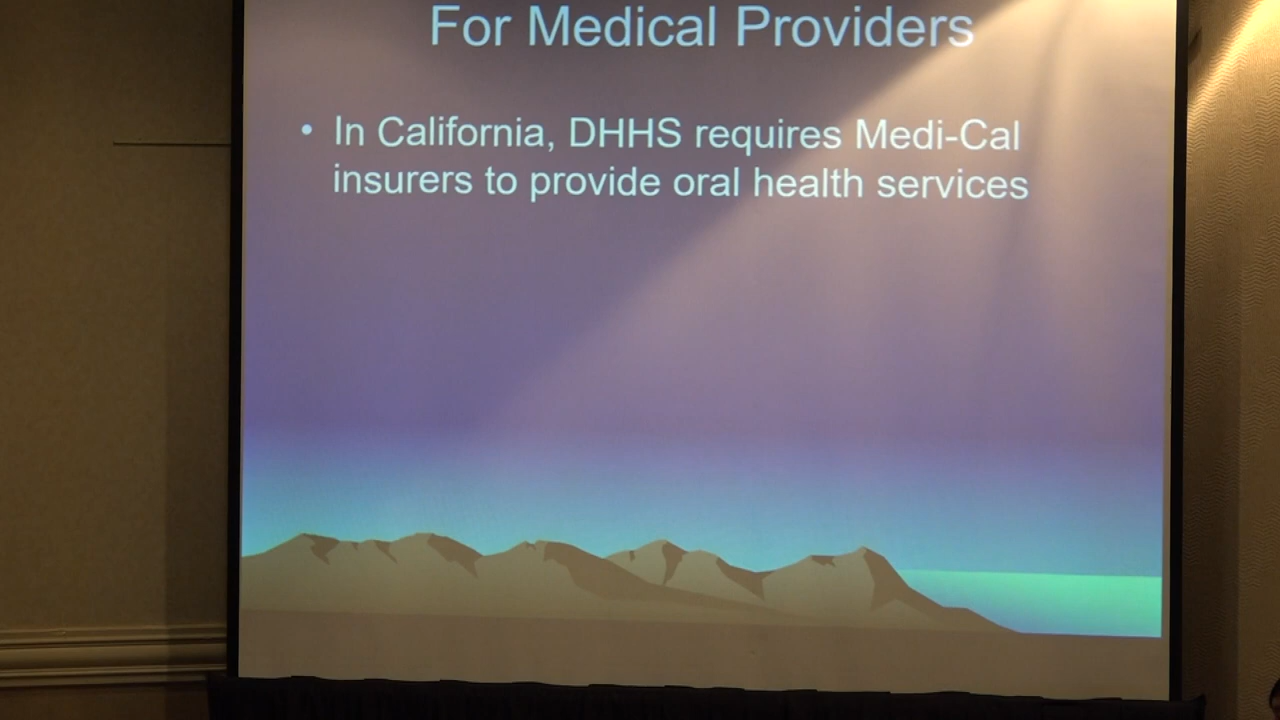 For Medical Providers
• In California, DHHS requires Medi-Cal
insurers to provide oral health services